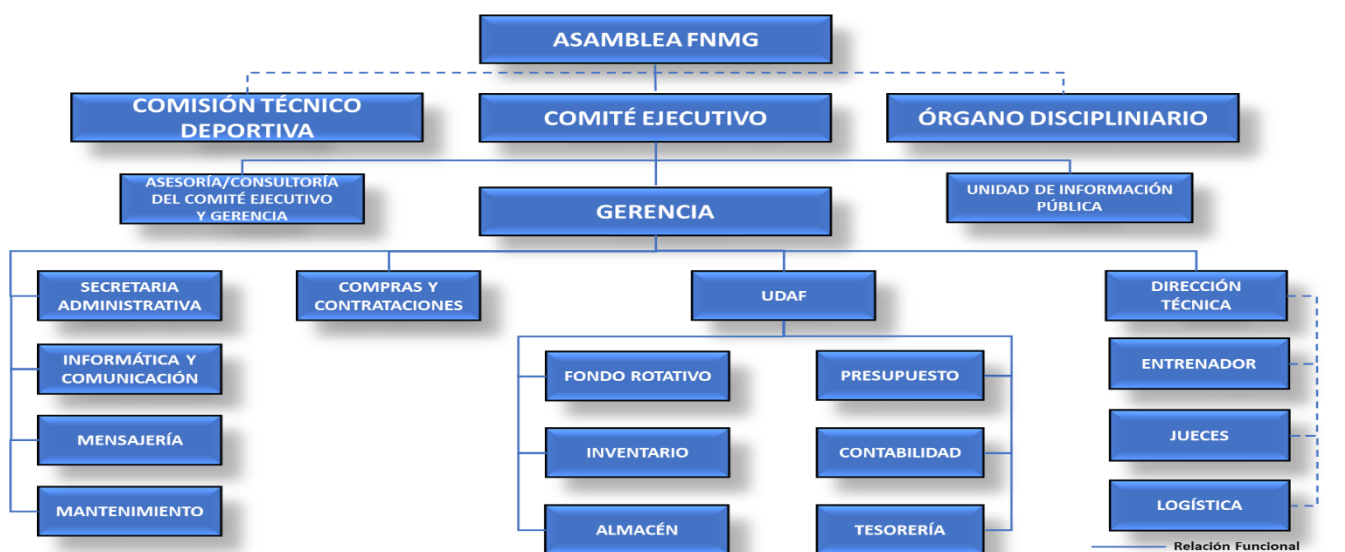 ASAMBLEA FNMG
COMISIÓN TÉCNICO
DEPORTIVA
COMITÉ EJECUTIVO
ÓRGANO DISCIPLINIARIO
ASESORÍA/CONSULTORÍA
DEL COMITÉ EJECUTIVO
Y GERENCIA
GERENCIA
UNIDAD DE INFORMACIÓN
PÚBLICA
SECRETARIA
ADMINISTRATIVA
COMPRAS Y
CONTRATACIONES
UDAF
DIRECCIÓN
TÉCNICA
INFORMÁTICA Y
COMUNICACIÓN
FONDO ROTATIVO
PRESUPUESTO
ENTRENADOR
MENSAJERÍA
INVENTARIO
CONTABILIDAD
JUECES
MANTENIMIENTO
ALMACÉN
TESORERÍA
LOGÍSTICA
Relación Funcional